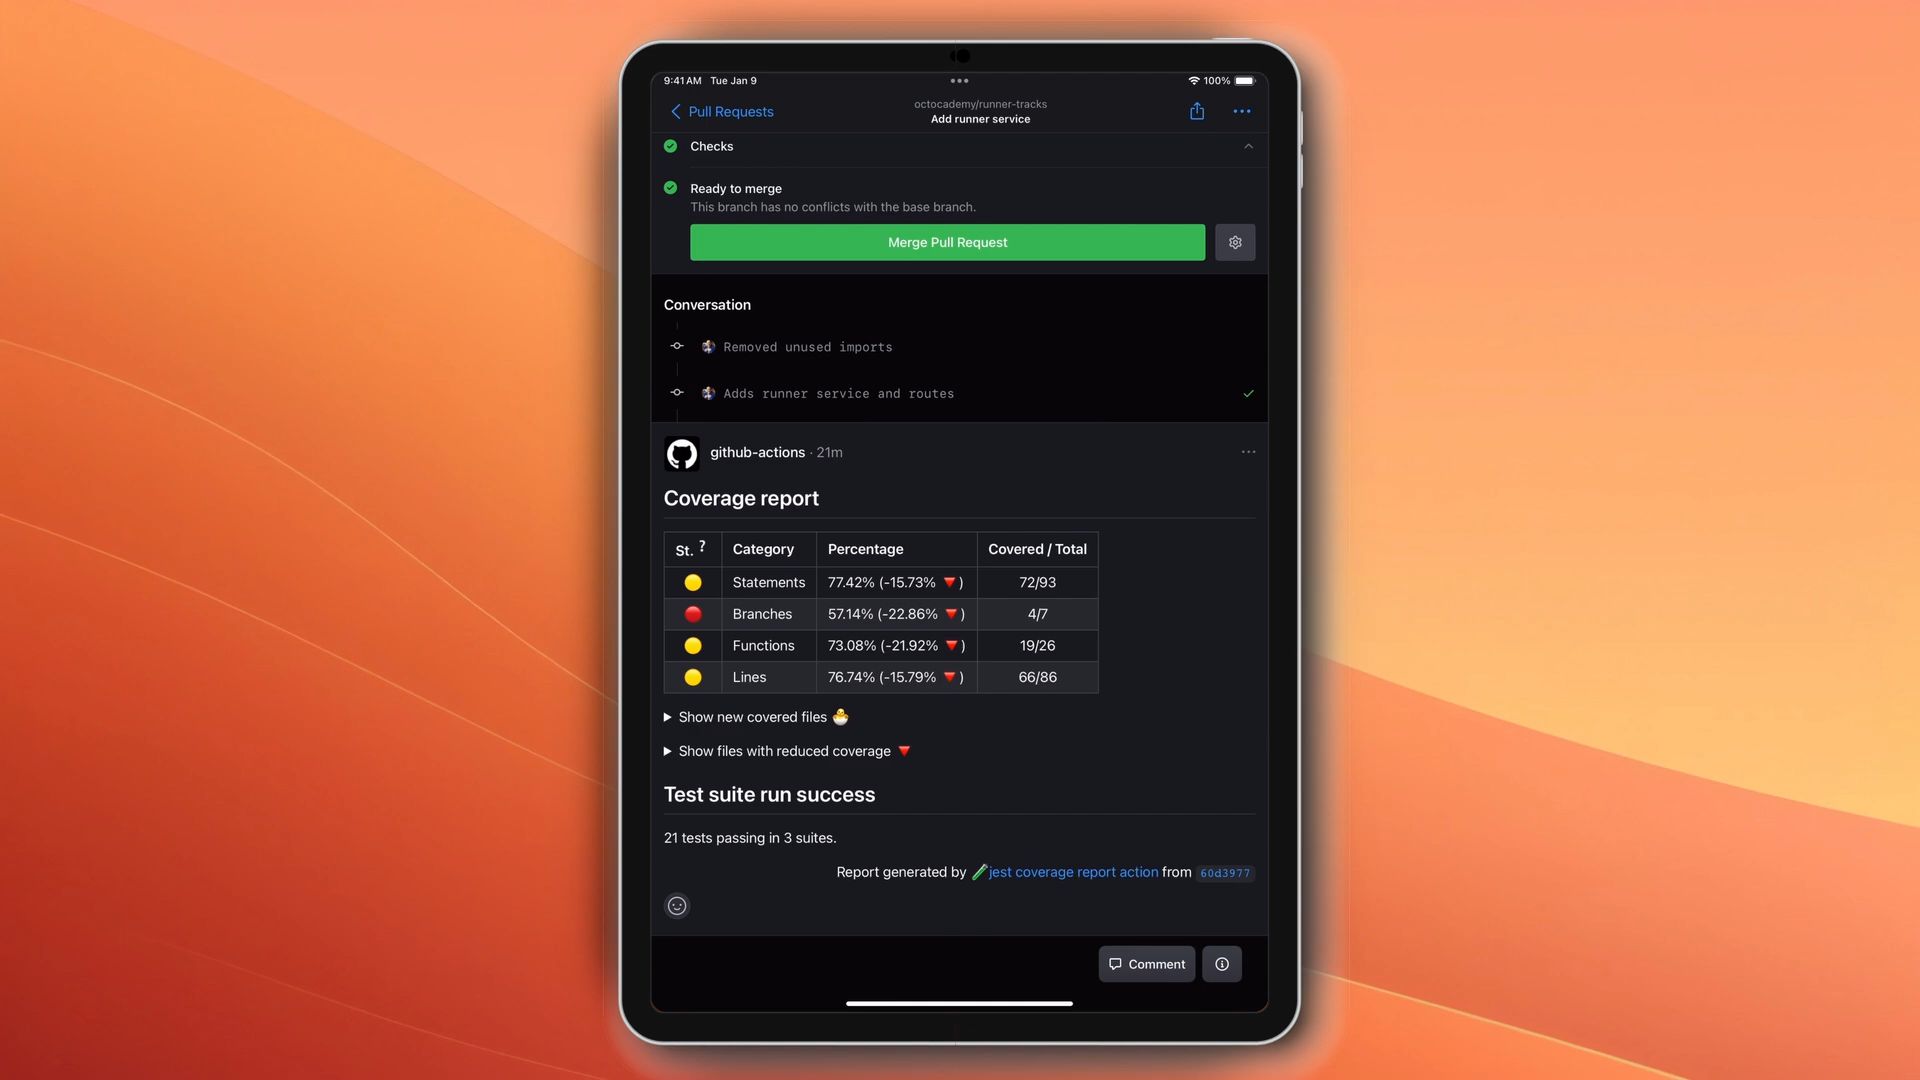 9:41 AM Tue Jan 9
100%
Pull Requests
octocademy/runner-tracks
Add runner service
Checks
Ready to merge
This branch has no conflicts with the base branch.
Merge Pull Request
Conversation
Removed unused imports
Adds runner service and routes
github-actions · 21m
Coverage report
St. ? Category Percentage Covered / Total
Statements 77.42% (-15.73% 🔻) 72/93
Branches 57.14% (-22.86% 🔻) 4/7
Functions 73.08% (-21.92% 🔻) 19/26
Lines 76.74% (-15.79% 🔻) 66/86
Show new covered files 🐣
Show files with reduced coverage 🔻
Test suite run success
21 tests passing in 3 suites.
Report generated by 🧪jest coverage report action from 60d3977
Comment